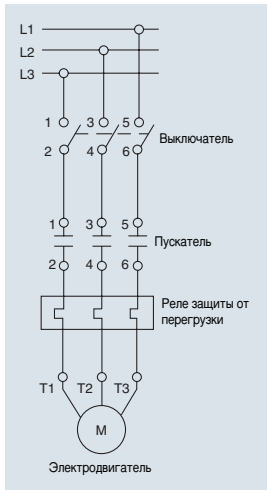 L1
L2
L3
1 3 5
Выключатель
2 4 6
1 3 5
Пускатель
2 4 6
Реле защиты от
перегрузки
T1 T2 T3
M
Электродвигатель